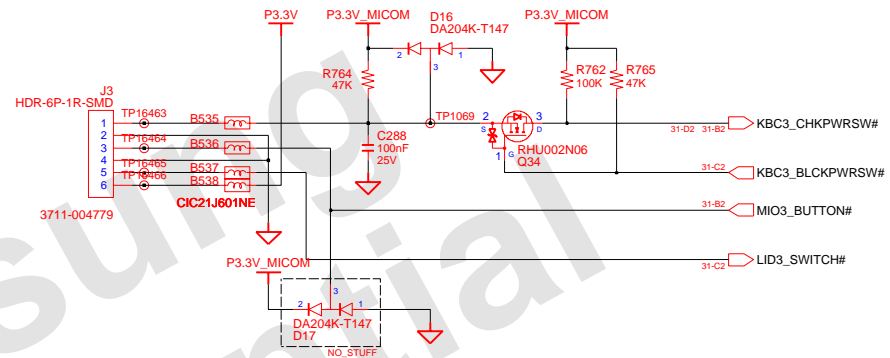 P3.3V
P3.3V_MICOM
D16
DA204K-T147
P3.3V_MICOM
2
1
3
R764
47K
R762
100K
R765
47K
J3
HDR-6P-1R-SMD
TP16463
B535
TP1069
2
3
S
D
1
2
3
4
5
6
TP16464
B536
TP16465
B537
TP16466
B538
CIC21J601NE
3711-004779
C288
100nF
25V
1
G
RHU002N06
Q34
31-D2
31-B2
KBC3_CHKPWRSW#
31-C2
KBC3_BLCKPWRSW#
31-B2
MIO3_BUTTON#
31-C2
LID3_SWITCH#
P3.3V_MICOM
3
2
1
DA204K-T147
D17
NO_STUFF
sung
ential